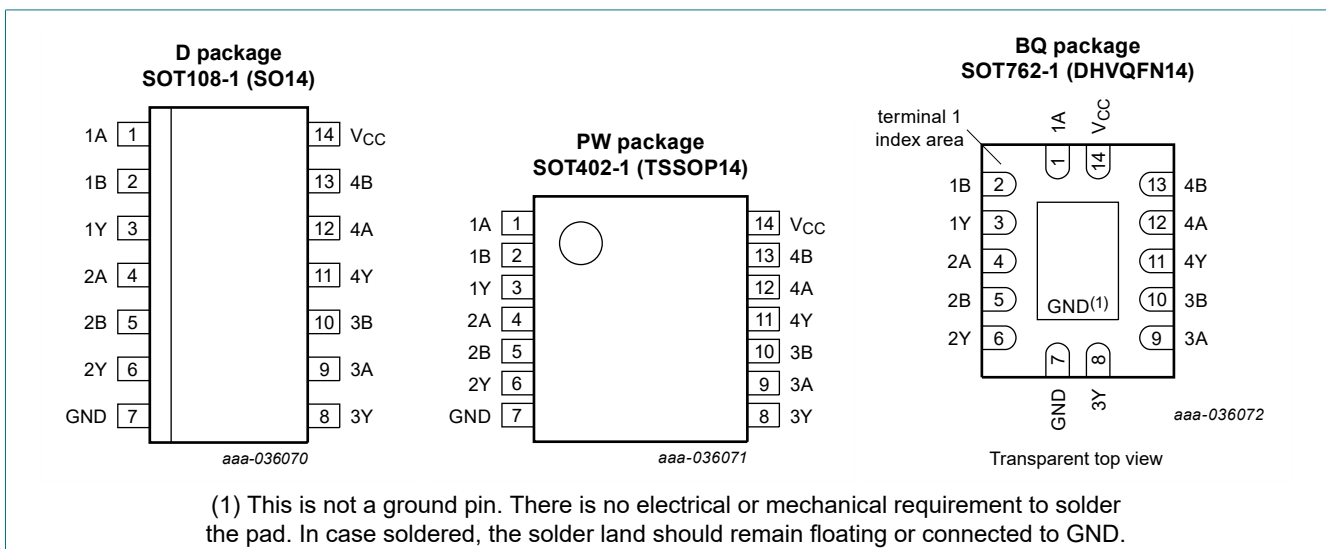 D package
SOT108-1 (SO14)
1A 1
14 VCC
1B 2
13 4B
1Y 3
12 4A
2A 4
11 4Y
2B 5
10 3B
2Y 6
9 3A
GND 7
8 3Y
aaa-036070
PW package
SOT402-1 (TSSOP14)
1A 1
14 VCC
1B 2
13 4B
1Y 3
12 4A
2A 4
11 4Y
2B 5
10 3B
2Y 6
9 3A
GND 7
8 3Y
aaa-036071
BQ package
SOT762-1 (DHVQFN14)
terminal 1
index area
1A
VCC
1
14
1B 2
13 4B
1Y 3
12 4A
2A 4
11 4Y
2B 5
10 3B
GND(1)
2Y 6
9 3A
7
8
GND
3Y
aaa-036072
Transparent top view
(1) This is not a ground pin. There is no electrical or mechanical requirement to solder
the pad. In case soldered, the solder land should remain floating or connected to GND.